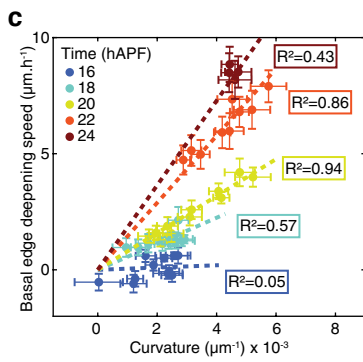 c
Time (hAPF)
16
18
20
22
24
R²=0.43
R²=0.86
R²=0.94
R²=0.57
R²=0.05
Basal edge deepening speed (µm.h⁻¹)
10
5
0
0
2
4
6
8
Curvature (µm⁻¹) x 10⁻³